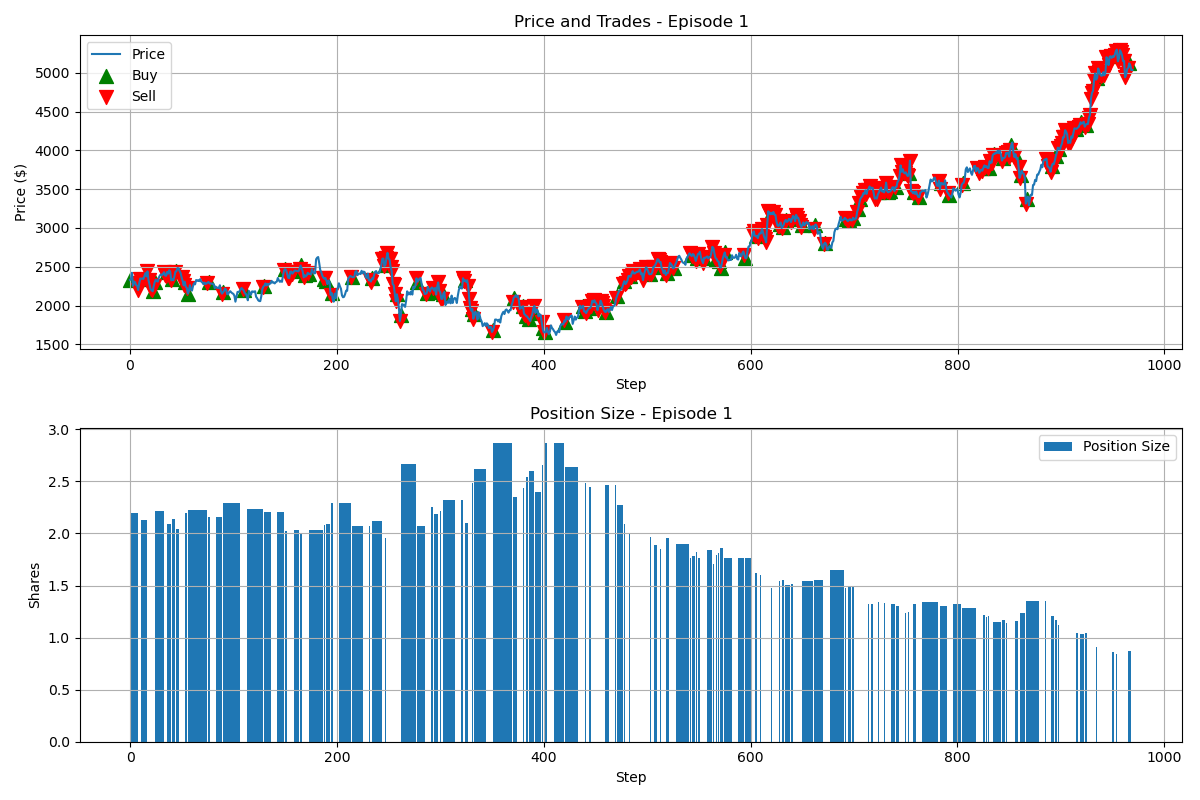 Price and Trades - Episode 1
Price
Buy
Sell
Price ($)
5000
4500
4000
3500
3000
2500
2000
1500
0 200 400 600 800 1000
Step
Position Size - Episode 1
Position Size
Shares
3.0
2.5
2.0
1.5
1.0
0.5
0.0
0 200 400 600 800 1000
Step